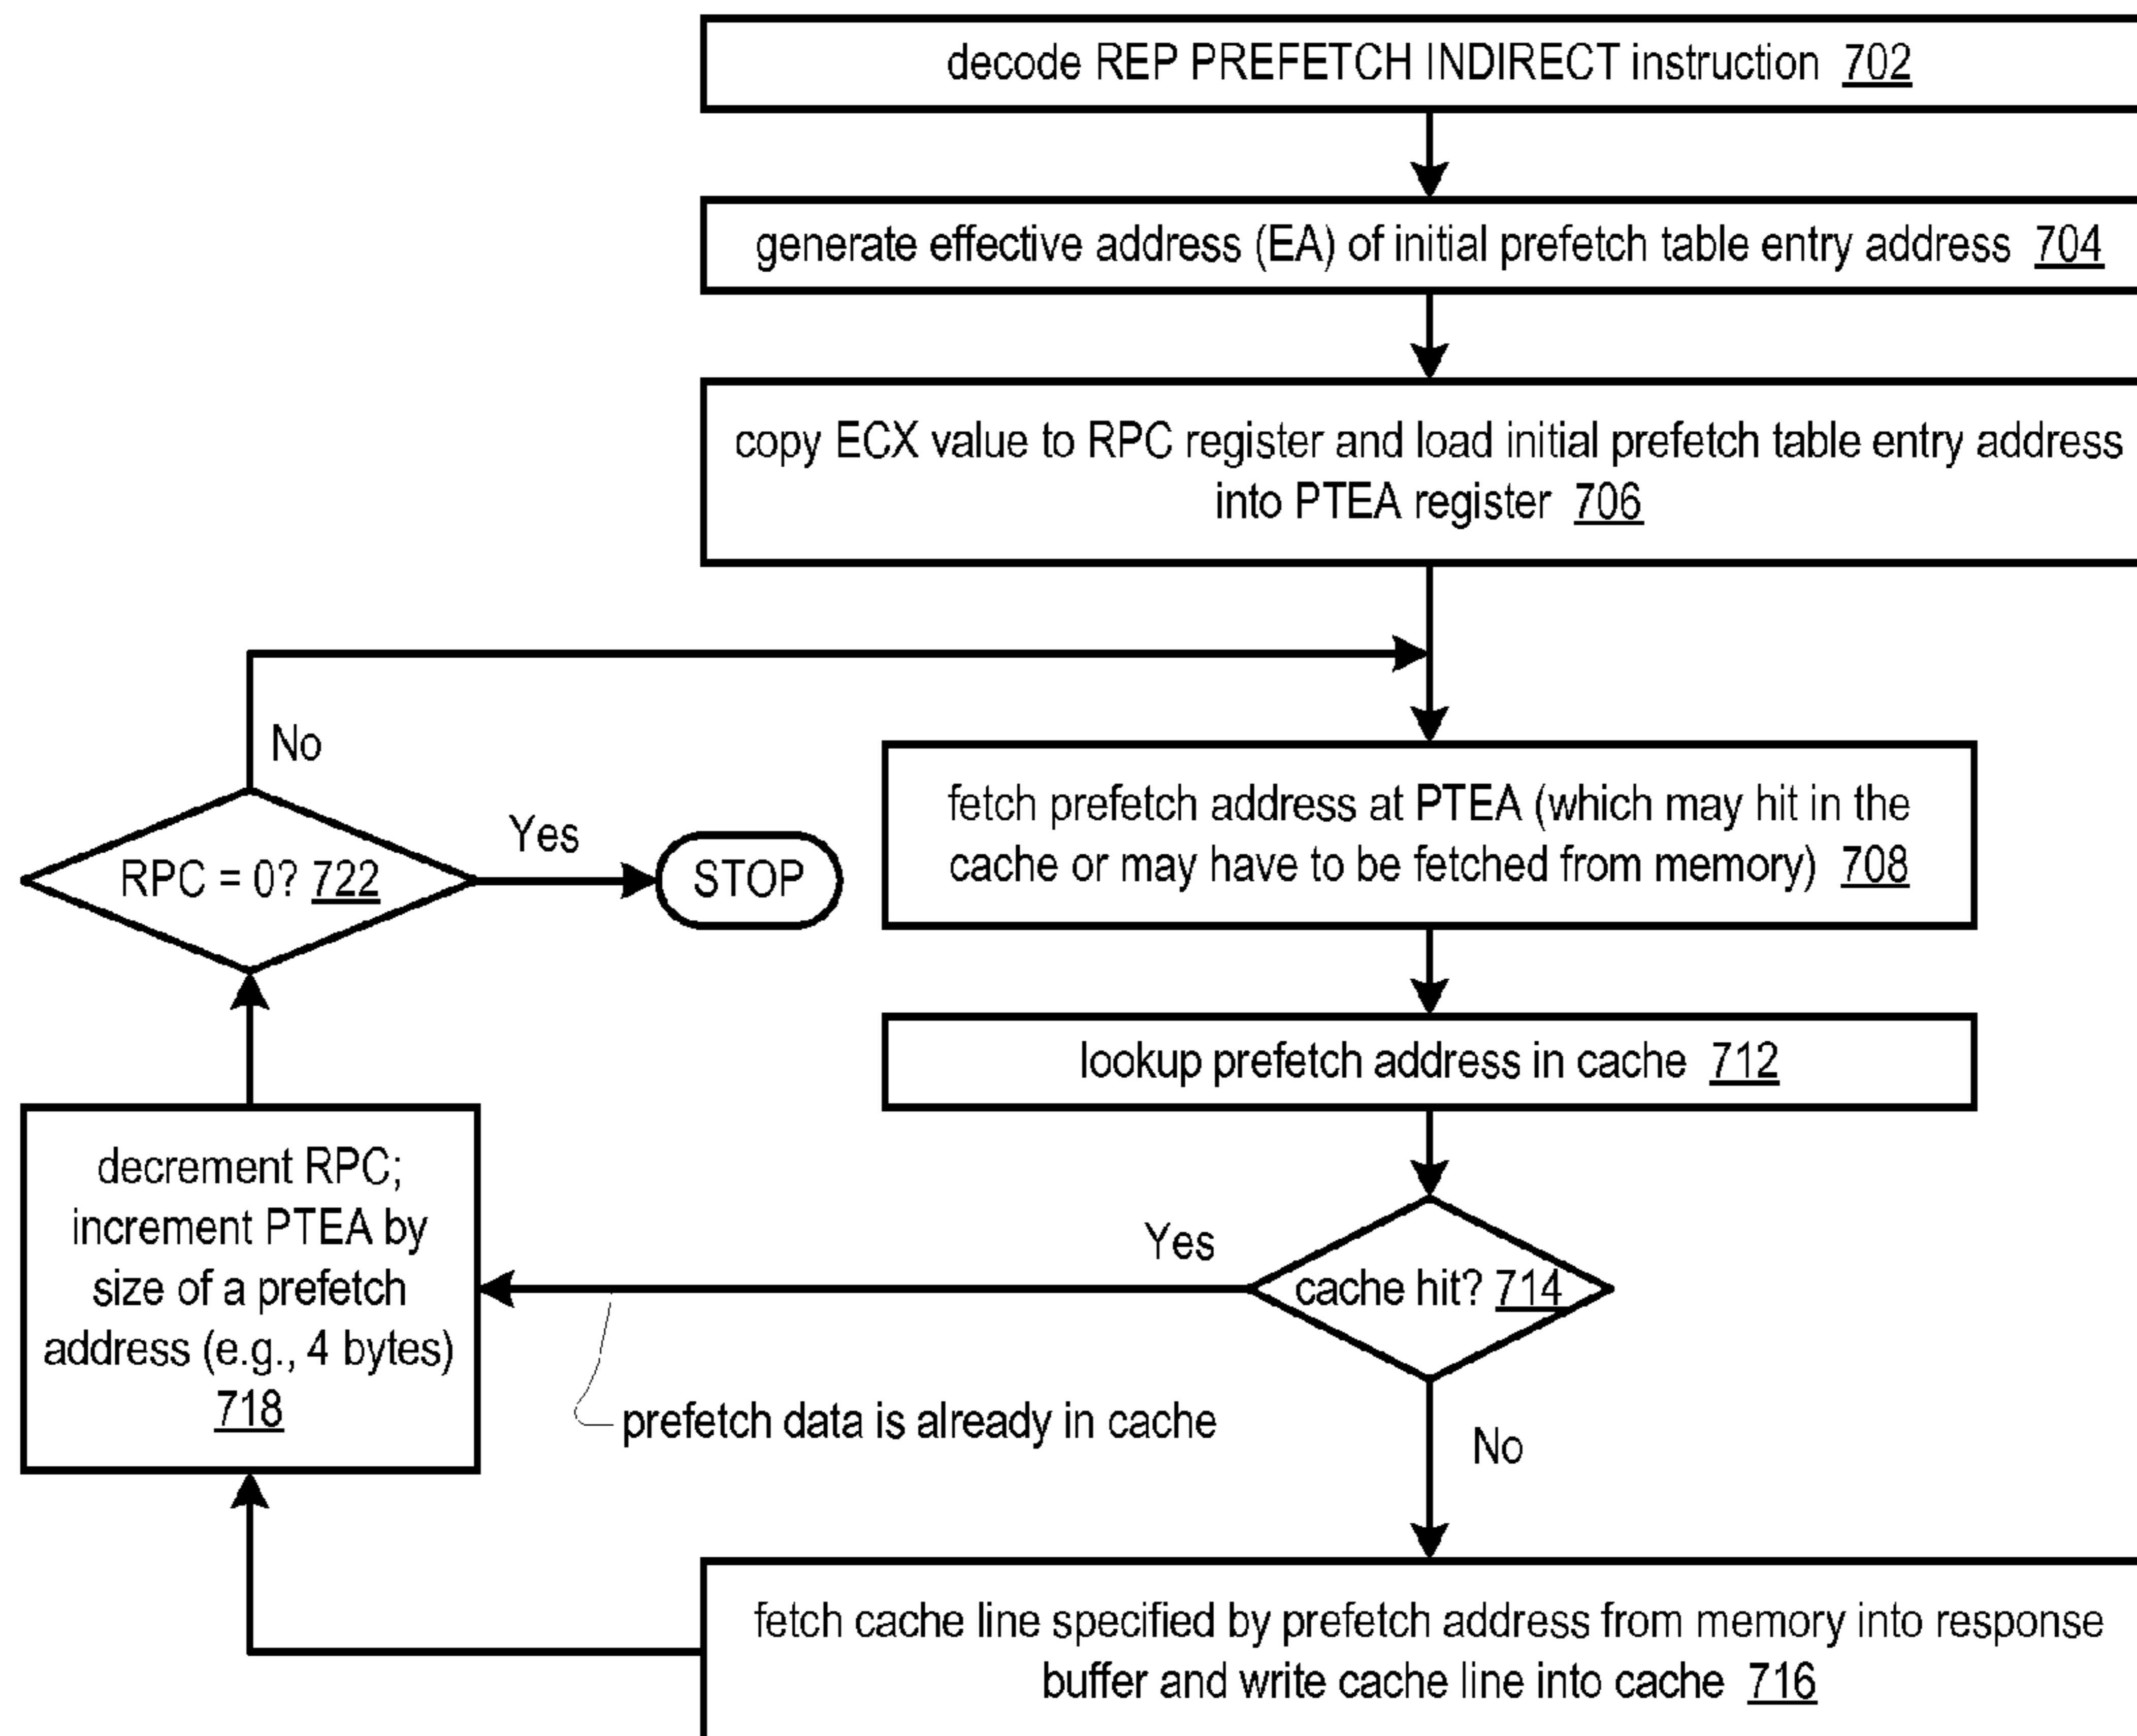 decode REP PREFETCH INDIRECT instruction 702
generate effective address (EA) of initial prefetch table entry address 704
copy ECX value to RPC register and load initial prefetch table entry address
into PTEA register 706
No
Yes
RPC = 0? 722
STOP
fetch prefetch address at PTEA (which may hit in the
cache or may have to be fetched from memory) 708
lookup prefetch address in cache 712
decrement RPC;
increment PTEA by
size of a prefetch
address (e.g., 4 bytes)
718
Yes
cache hit? 714
prefetch data is already in cache
No
fetch cache line specified by prefetch address from memory into response
buffer and write cache line into cache 716